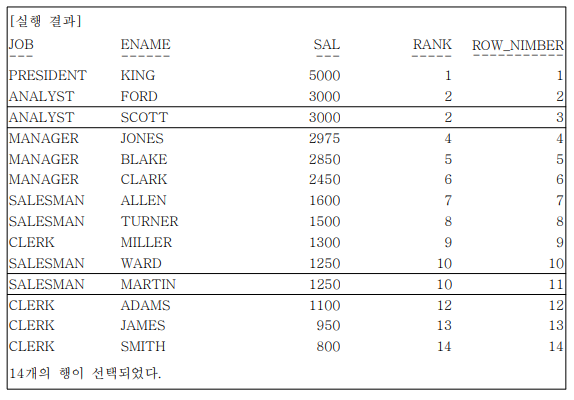 [실행 결과]
JOB ENAME SAL RANK ROW_NIMBER
--- ------ --- ----- ----------
PRESIDENT KING 5000 1 1
ANALYST FORD 3000 2 2
ANALYST SCOTT 3000 2 3
MANAGER JONES 2975 4 4
MANAGER BLAKE 2850 5 5
MANAGER CLARK 2450 6 6
SALESMAN ALLEN 1600 7 7
SALESMAN TURNER 1500 8 8
CLERK MILLER 1300 9 9
SALESMAN WARD 1250 10 10
SALESMAN MARTIN 1250 10 11
CLERK ADAMS 1100 12 12
CLERK JAMES 950 13 13
CLERK SMITH 800 14 14
14개의 행이 선택되었다.